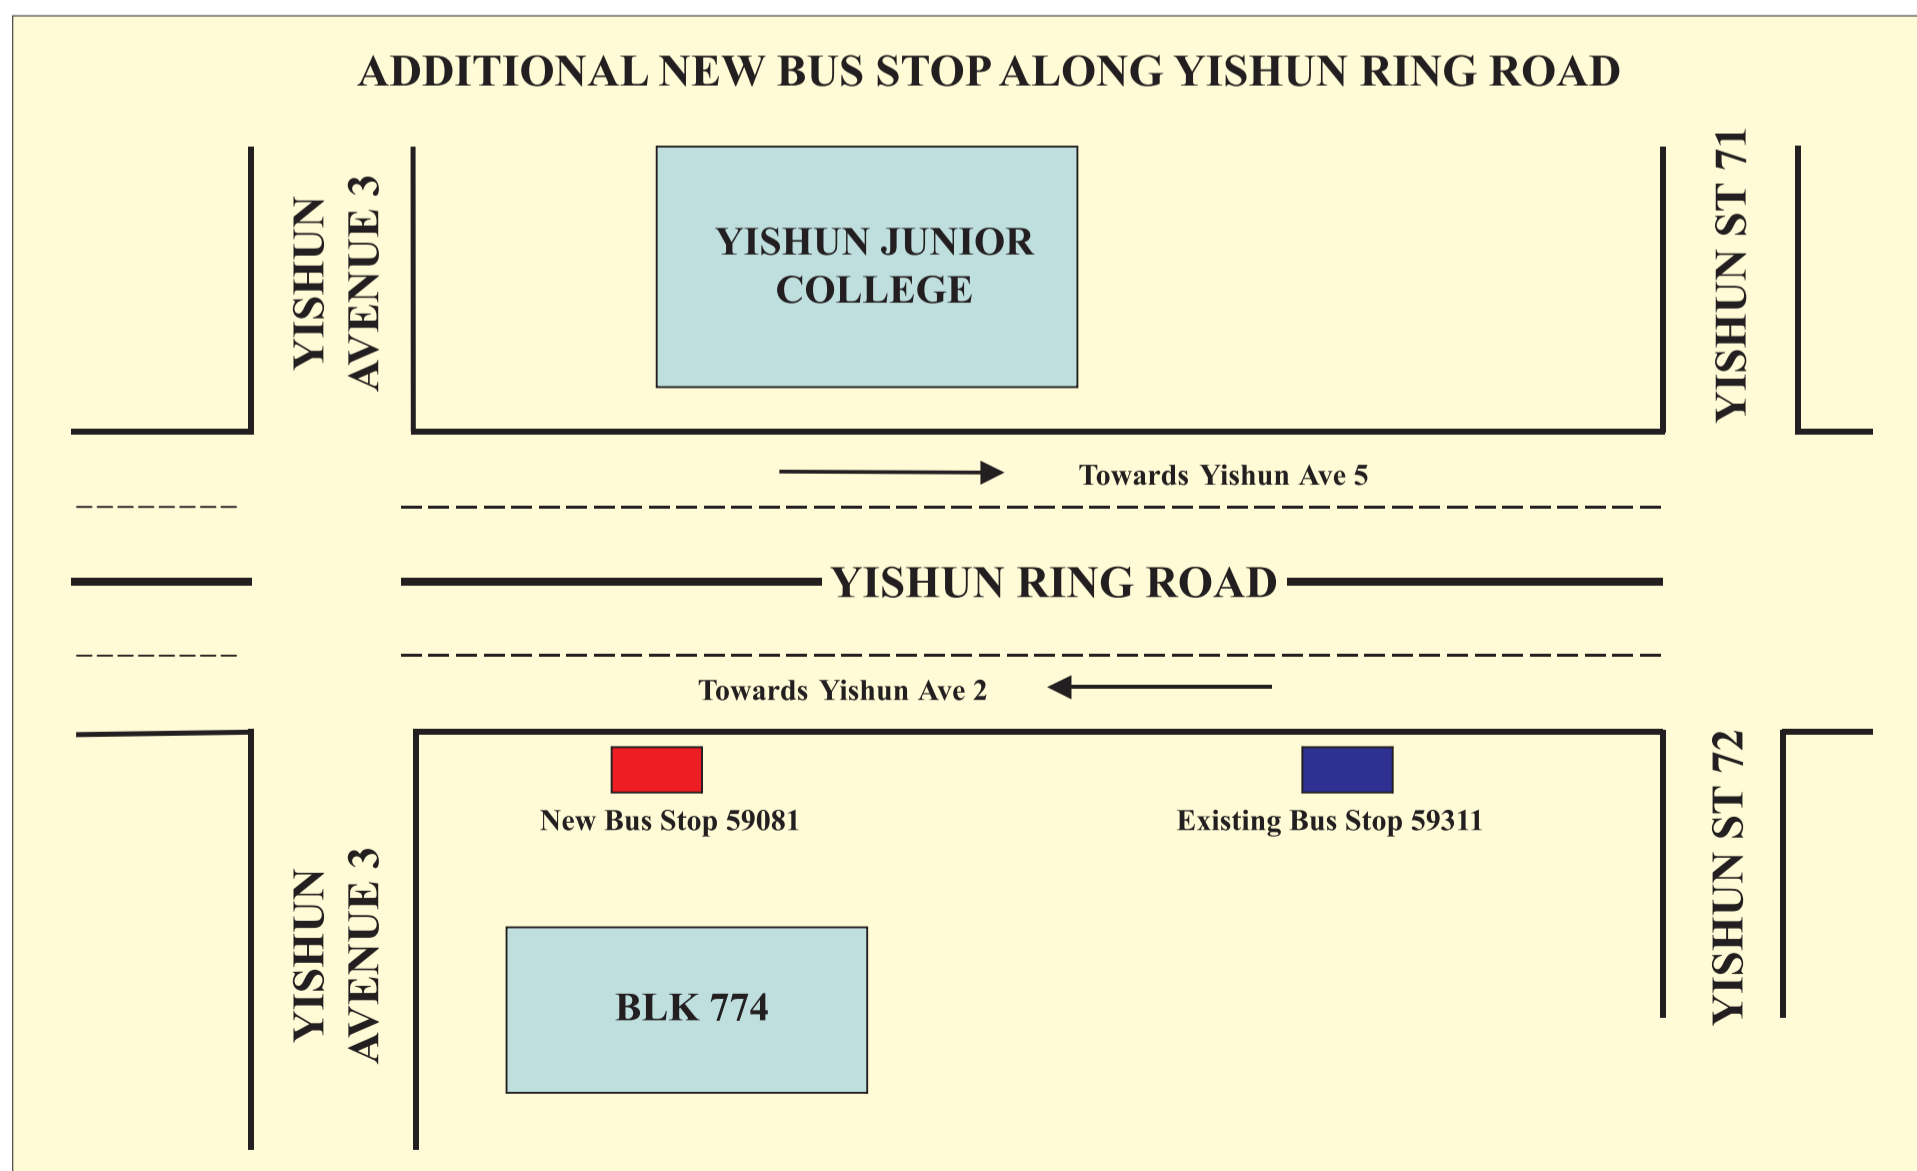 ADDITIONAL NEW BUS STOP ALONG YISHUN RING ROAD
YISHUN
AVENUE 3
YISHUN JUNIOR
COLLEGE
YISHUN ST 71
Towards Yishun Ave 5
YISHUN RING ROAD
Towards Yishun Ave 2
New Bus Stop 59081
Existing Bus Stop 59311
YISHUN ST 72
YISHUN
AVENUE 3
BLK 774